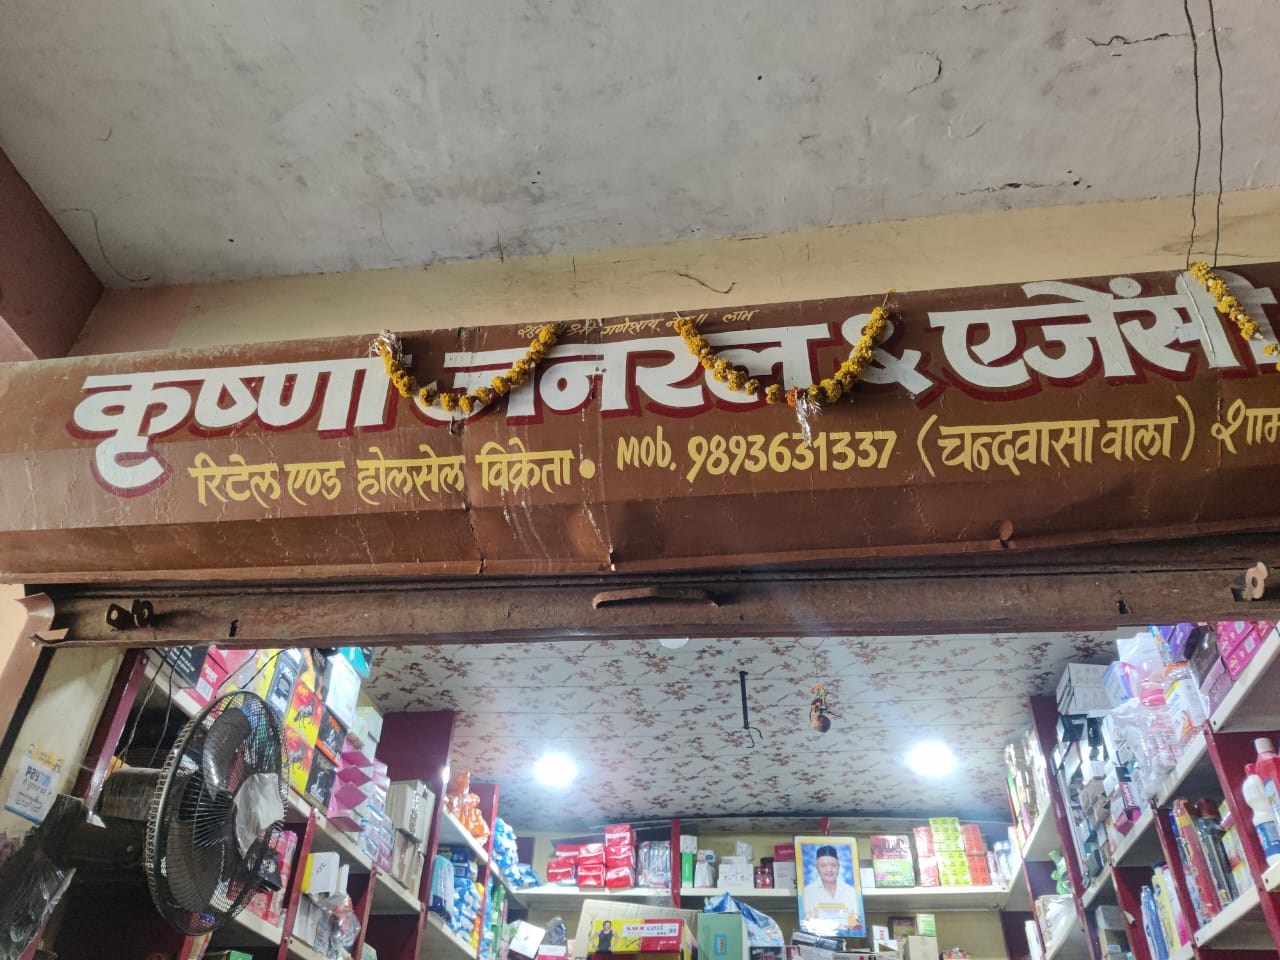 कृष्णा जनरल & एजेंसी
रिटेल एण्ड होलसेल विक्रेता • Mob. 9893631337 (चन्दवासा वाला)